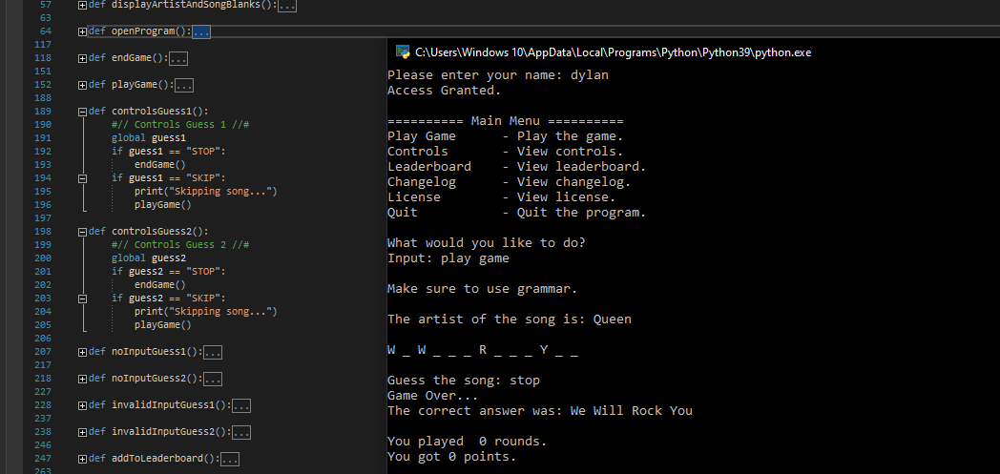 57 def displayArtistAndSongBlanks():...
63
64 def openProgram():...
117
118 def endGame():...
151
152 def playGame():...
188
189 def controlsGuess1():
190 #// Controls Guess 1 //#
191 global guess1
192 if guess1 == "STOP":
193 endGame()
194 if guess1 == "SKIP":
195 print("Skipping song...")
196 playGame()
197
198 def controlsGuess2():
199 #// Controls Guess 2 //#
200 global guess2
201 if guess2 == "STOP":
202 endGame()
203 if guess2 == "SKIP":
204 print("Skipping song...")
205 playGame()
206
207 def noInputGuess1():...
217
218 def noInputGuess2():...
227
228 def invalidInputGuess1():...
237
238 def invalidInputGuess2():...
246
247 def addToLeaderboard():...
263
C:\Users\Windows 10\AppData\Local\Programs\Python\Python39\python.exe
Please enter your name: dylan
Access Granted.
========== Main Menu ==========
Play Game - Play the game.
Controls - View controls.
Leaderboard - View leaderboard.
Changelog - View changelog.
License - View license.
Quit - Quit the program.
What would you like to do?
Input: play game
Make sure to use grammar.
The artist of the song is: Queen
W _ W _ _ _ R _ _ _ Y _ _
Guess the song: stop
Game Over...
The correct answer was: We Will Rock You
You played  0 rounds.
You got 0 points.